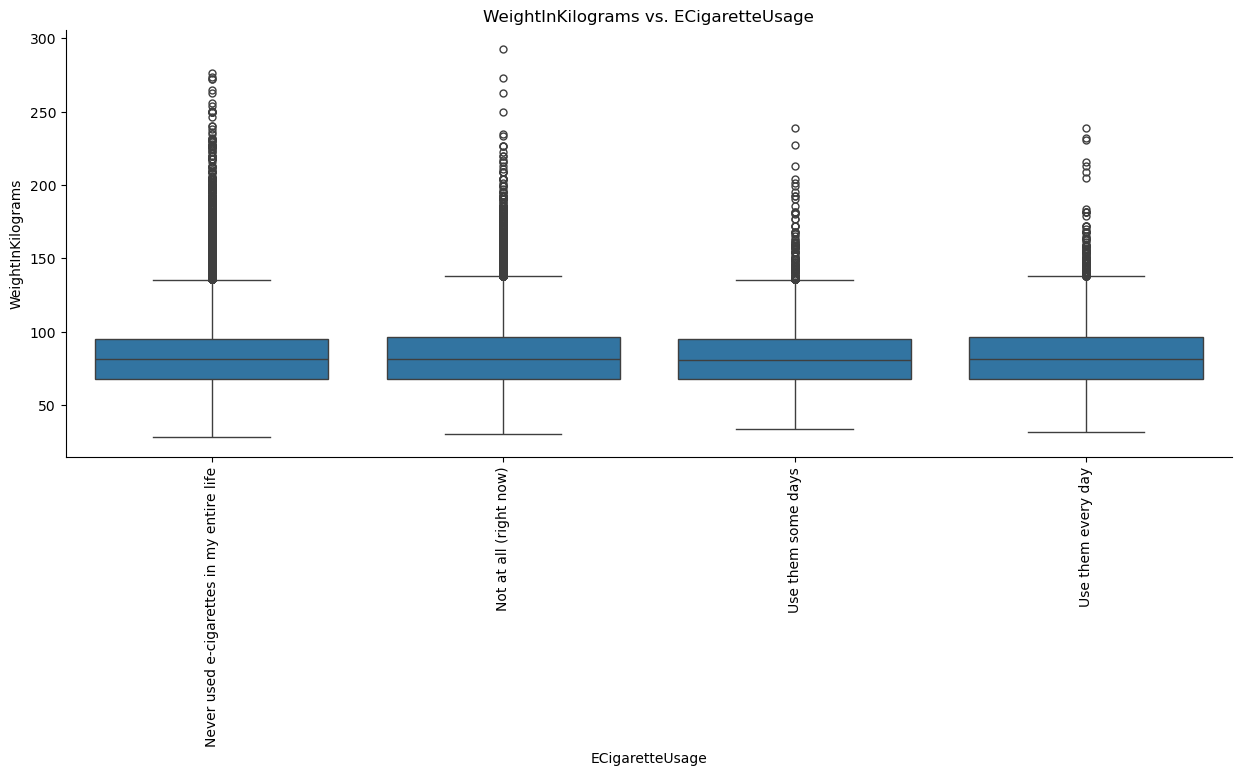 WeightInKilograms vs. ECigaretteUsage
300
250
200
150
100
50
WeightInKilograms
Never used e-cigarettes in my entire life
Not at all (right now)
Use them some days
Use them every day
ECigaretteUsage